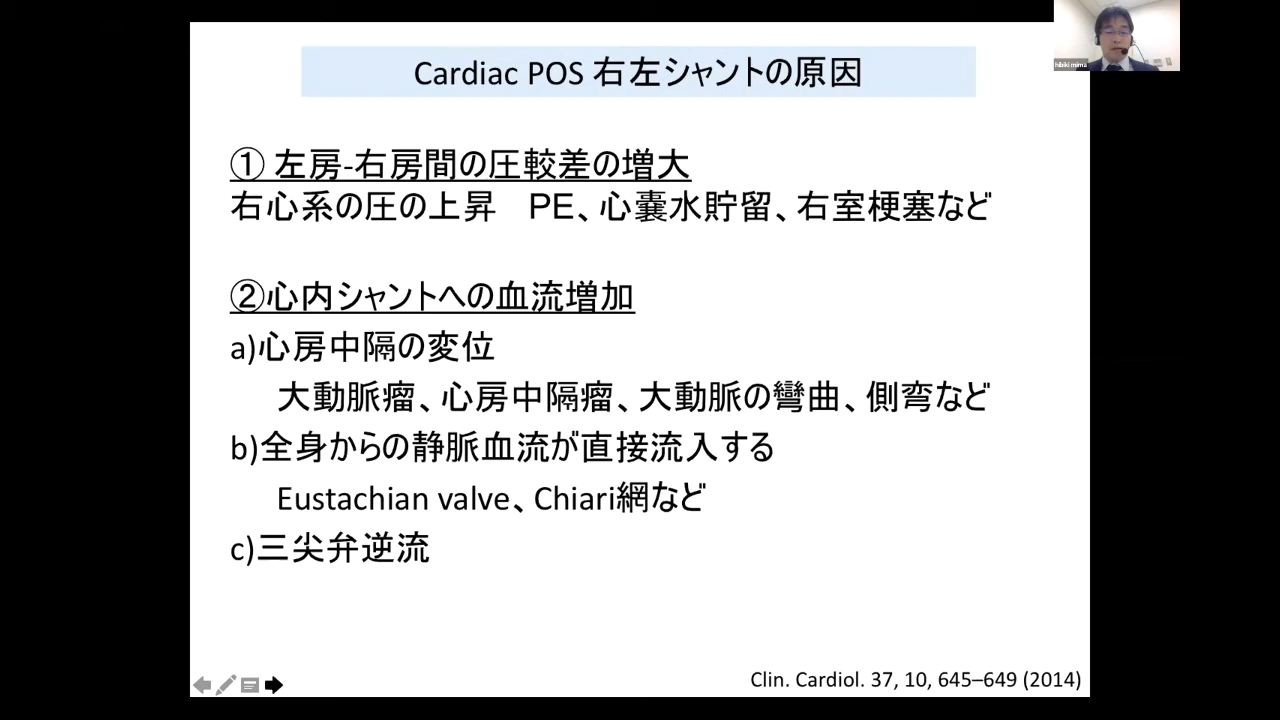 Cardiac POS 右左シャントの原因
hibiki mima
① 左房-右房間の圧較差の増大
右心系の圧の上昇　PE、心嚢水貯留、右室梗塞など
②心内シャントへの血流増加
a)心房中隔の変位
大動脈瘤、心房中隔瘤、大動脈の彎曲、側弯など
b)全身からの静脈血流が直接流入する
Eustachian valve、Chiari網など
c)三尖弁逆流
Clin. Cardiol. 37, 10, 645–649 (2014)